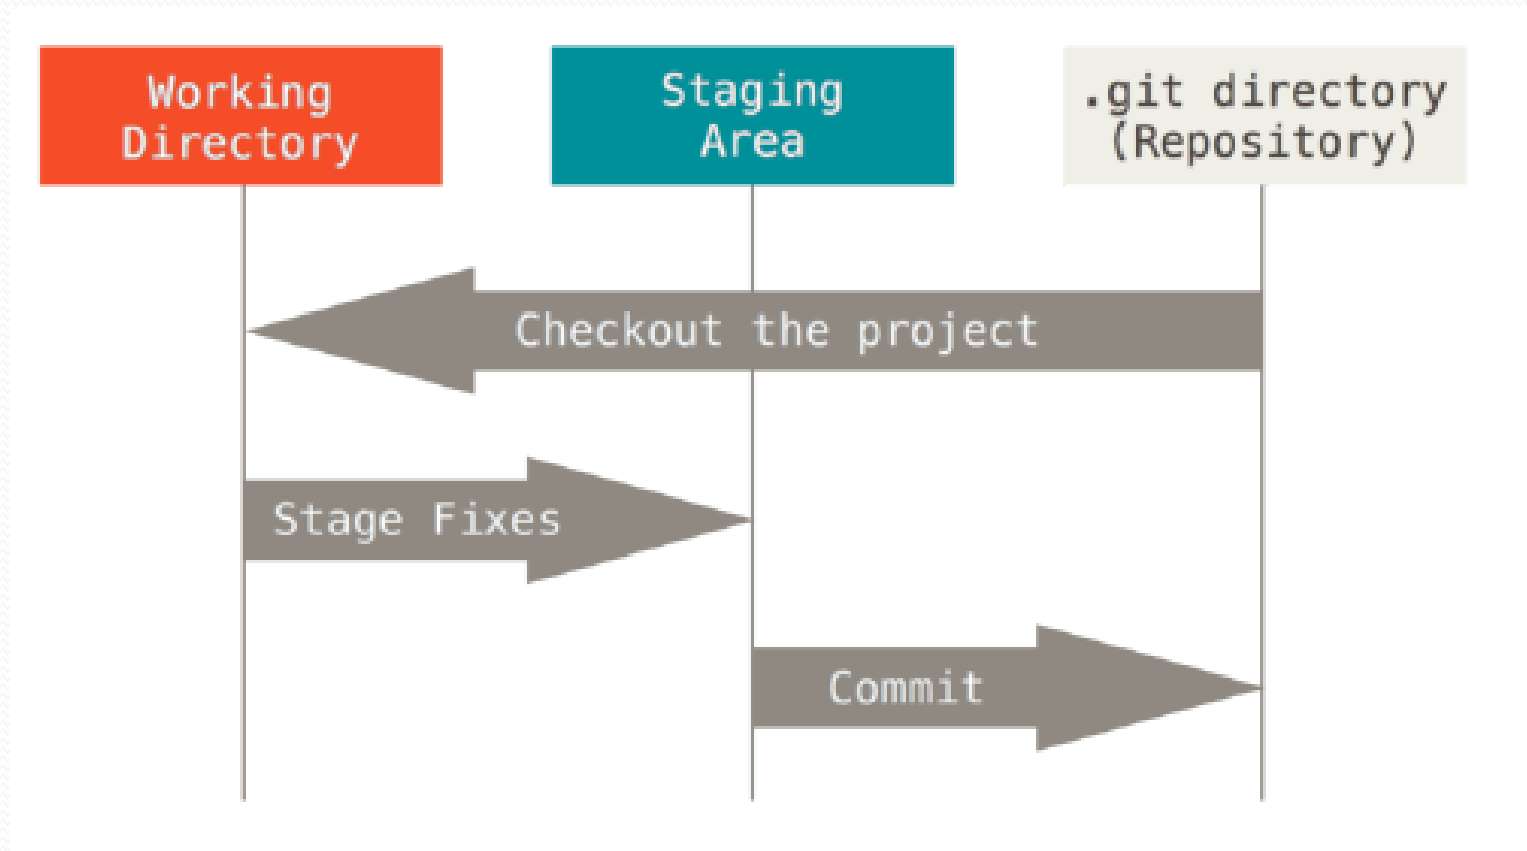 Working
Directory
Staging
Area
.git directory
(Repository)
Checkout the project
Stage Fixes
Commit